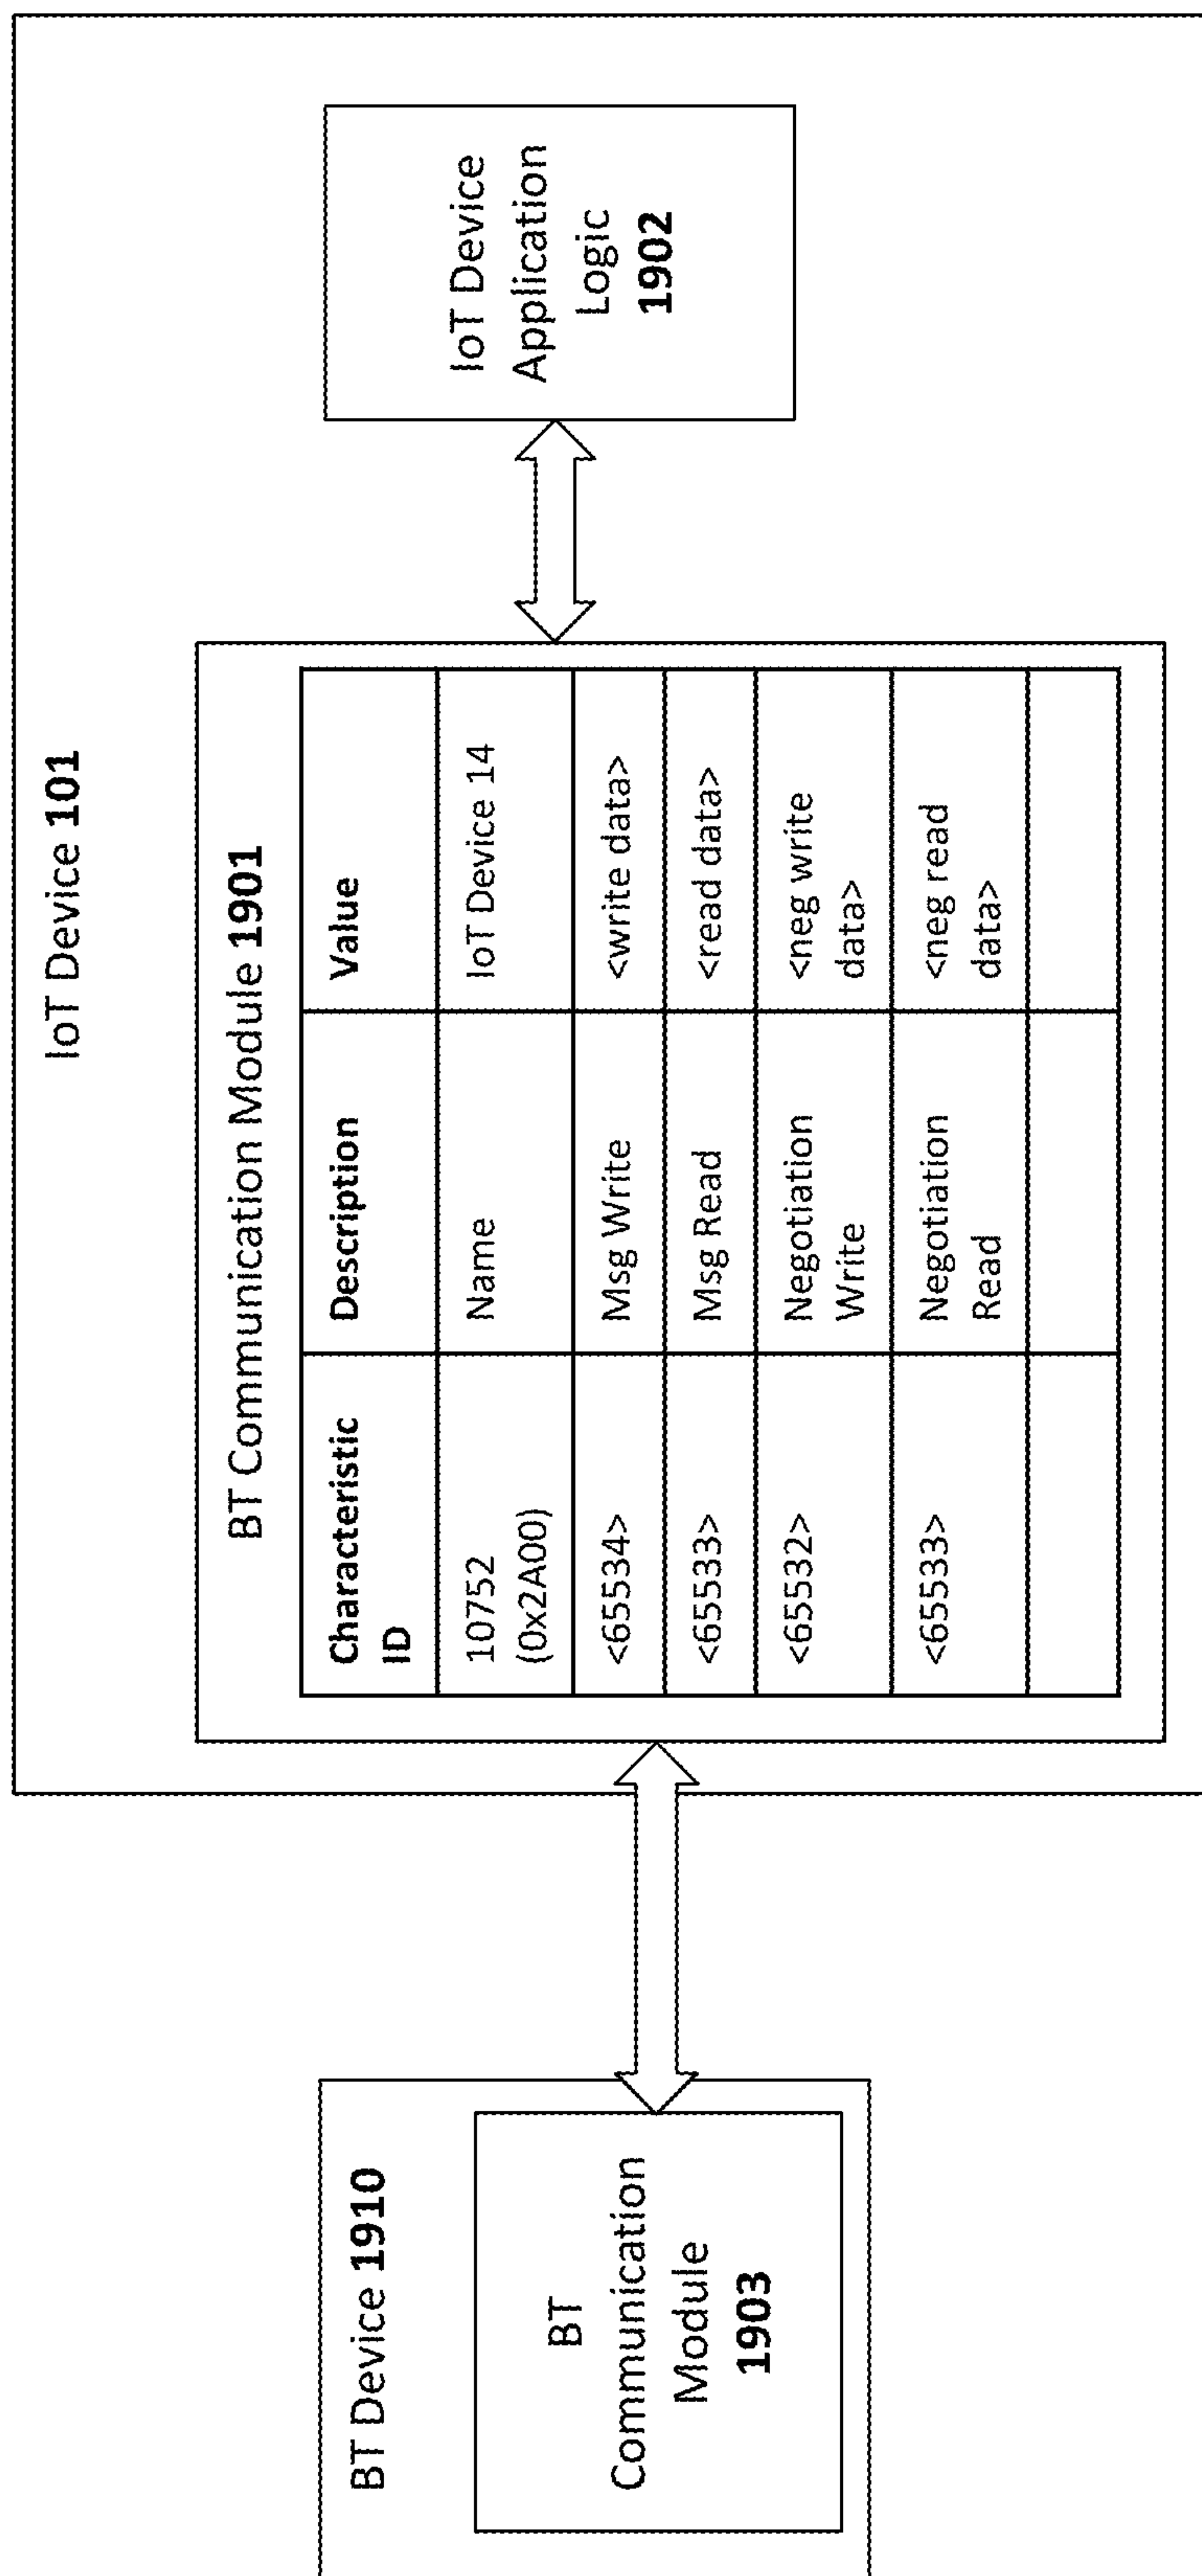 IoT Device 101
BT Device 1910
BT
Communication
Module
1903
BT Communication Module 1901
Characteristic
ID
Description
Value
10752
(0x2A00)
Name
IoT Device 14
<65534>
Msg Write
<write data>
<65533>
Msg Read
<read data>
<65532>
Negotiation
Write
<neg write
data>
<65533>
Negotiation
Read
<neg read
data>
IoT Device
Application
Logic
1902